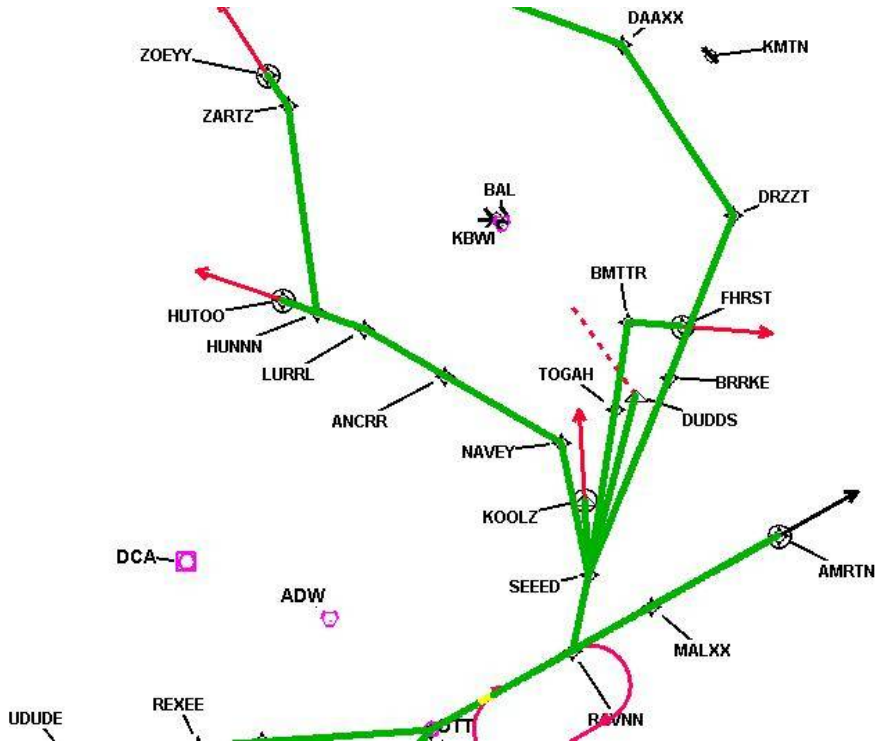 DAAXX
KMTN
ZOEYY
ZARTZ
BAL
DRZZT
KBWI
BMTTR
FHRST
HUTOO
HUNNN
LURRL
TOGAH
BRRKE
ANCRR
DUDDS
NAVEY
KOOLZ
DCA
AMRTN
SEEED
ADW
MALXX
REXEE
RAVNN
UDUDE
OTT